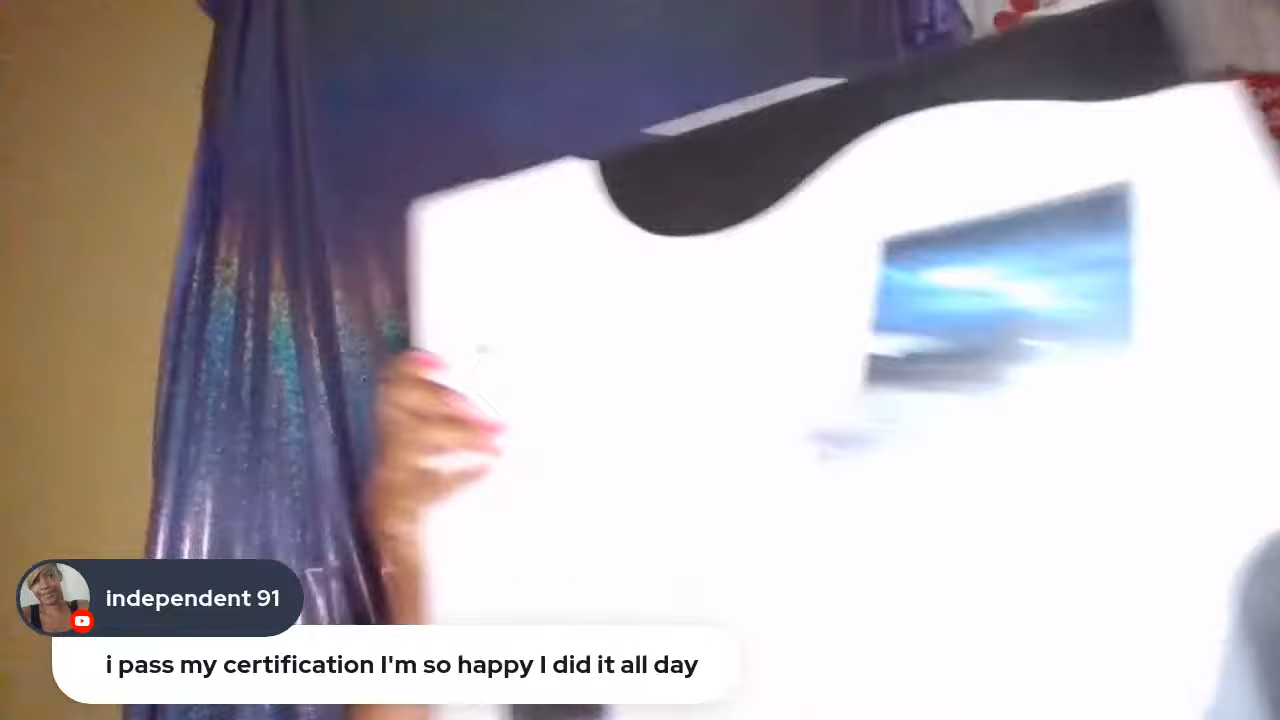 independent 91
i pass my certification I'm so happy I did it all day